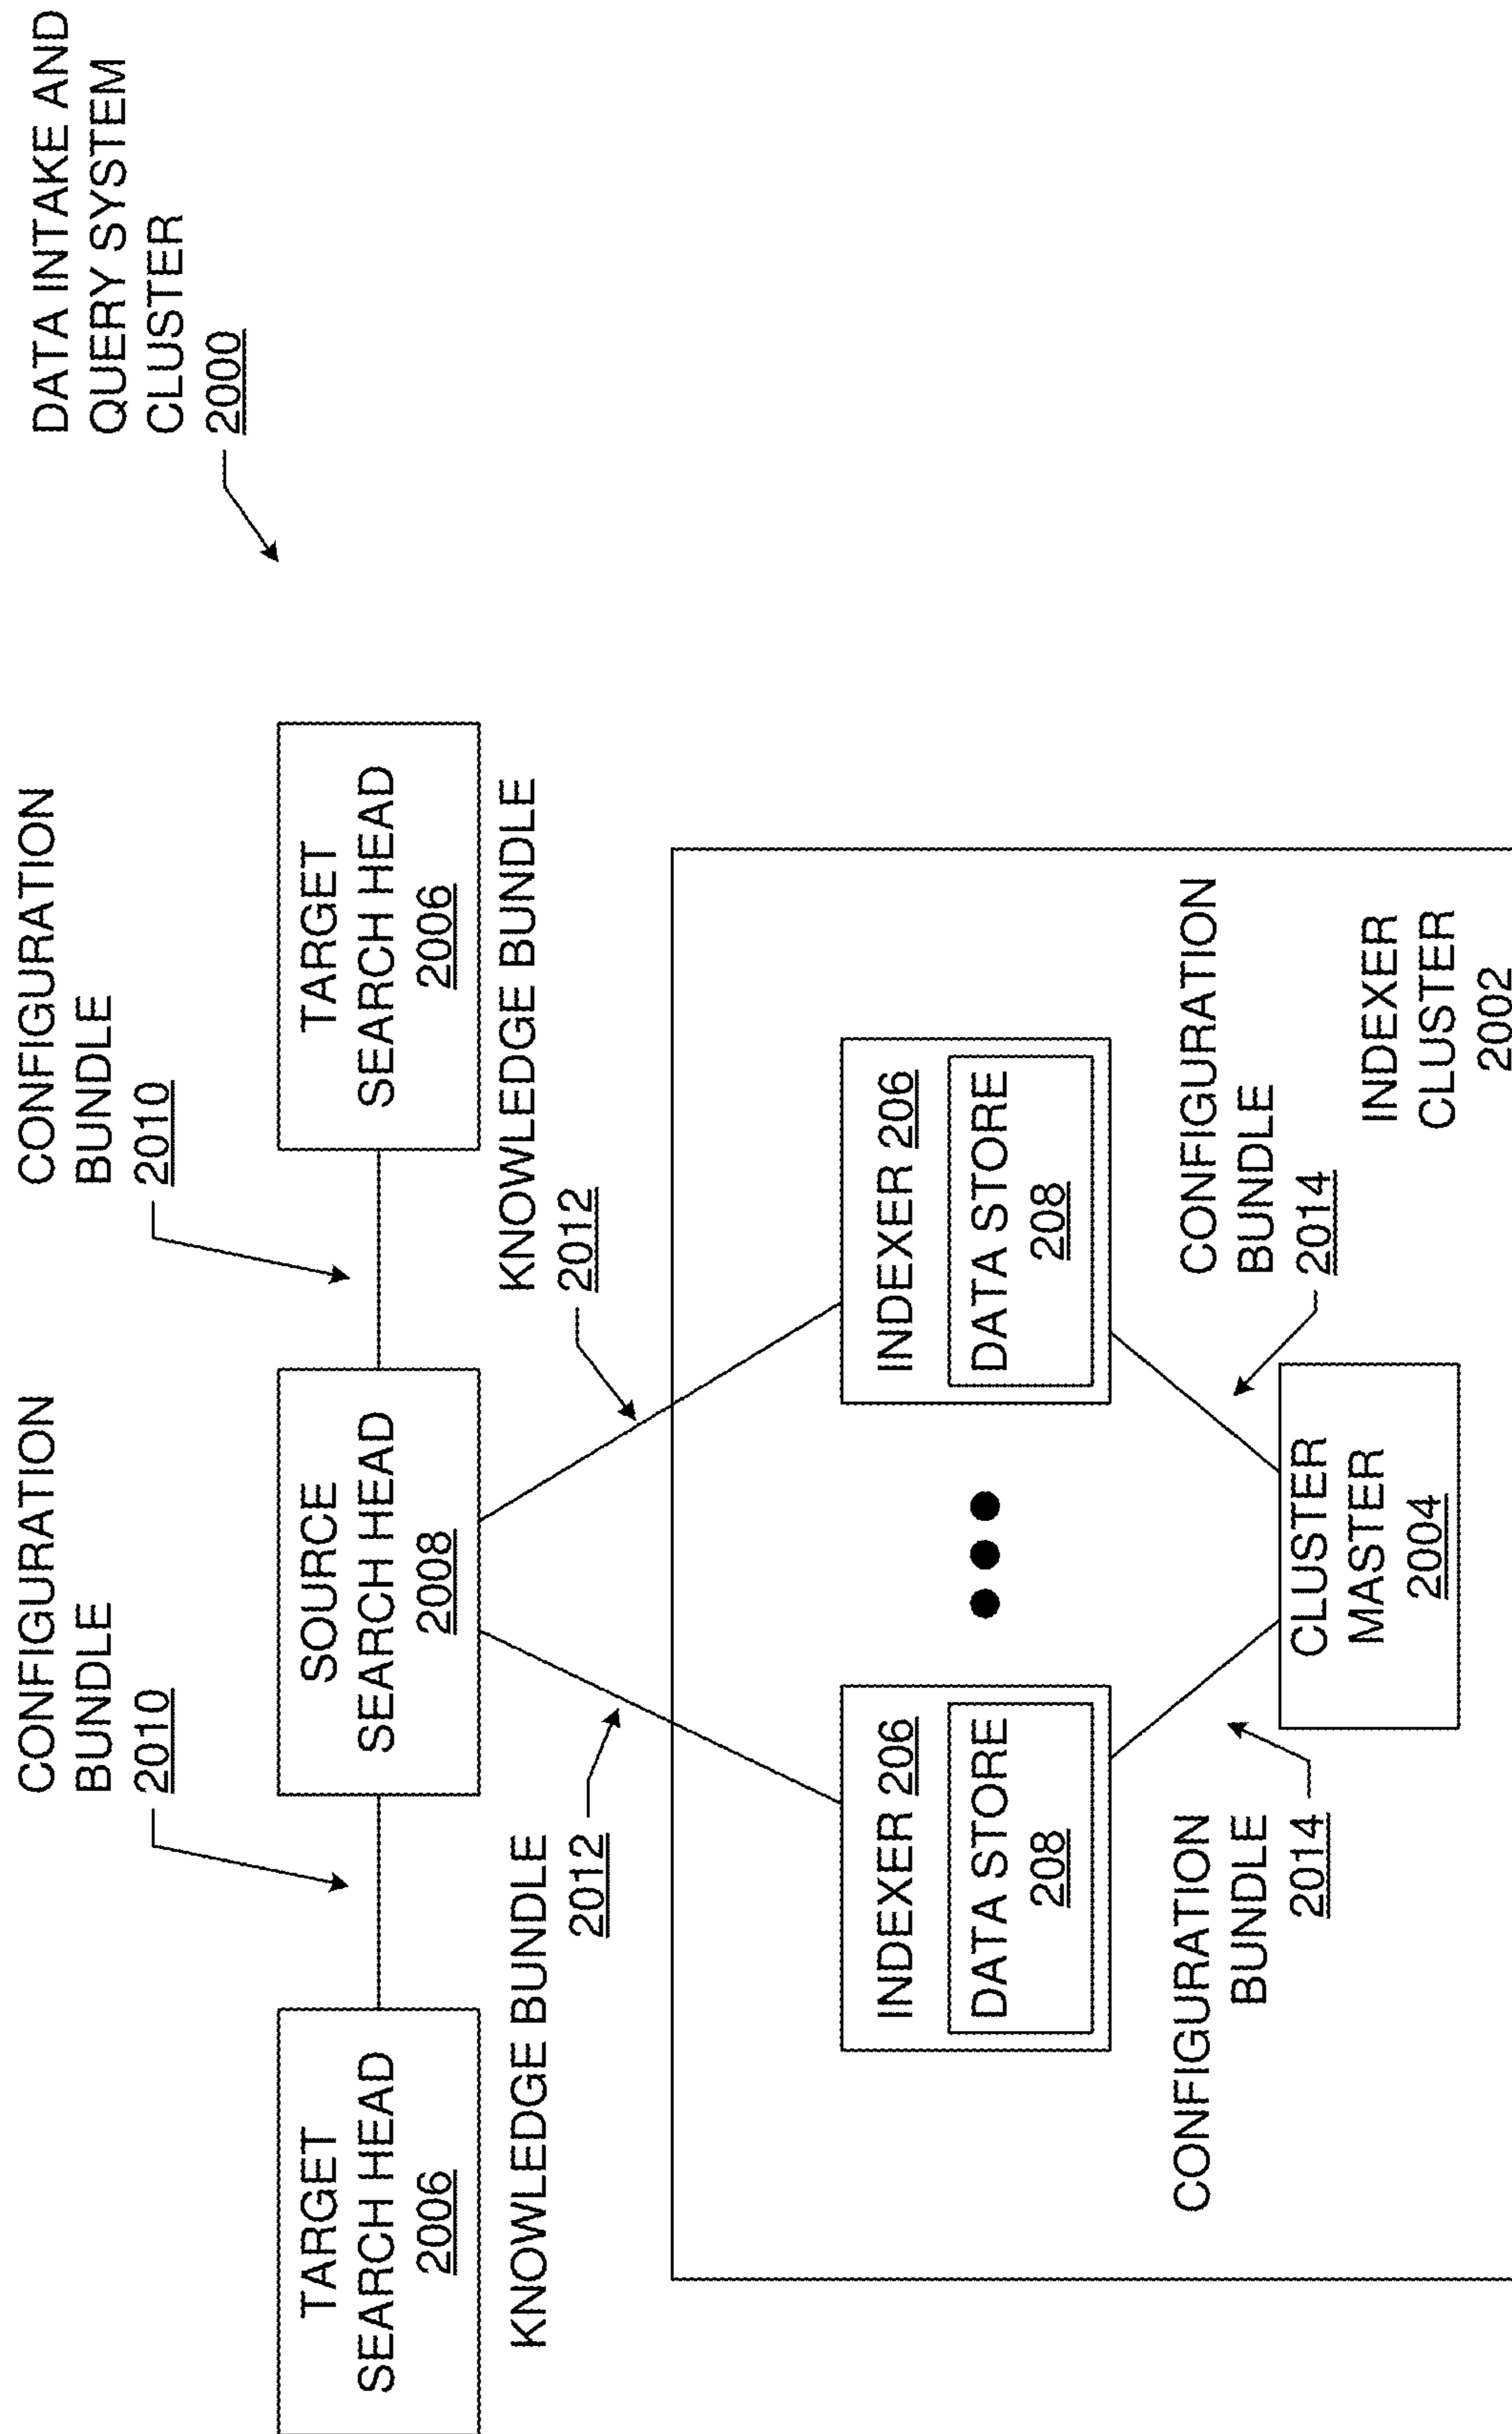 DATA INTAKE AND
QUERY SYSTEM
CLUSTER
2000
CONFIGURATION
BUNDLE
2010
CONFIGURATION
BUNDLE
2010
TARGET
SEARCH HEAD
2006
SOURCE
SEARCH HEAD
2008
TARGET
SEARCH HEAD
2006
KNOWLEDGE BUNDLE
2012
KNOWLEDGE BUNDLE
2012
INDEXER 206
DATA STORE
208
INDEXER 206
DATA STORE
208
CONFIGURATION
BUNDLE
2014
CONFIGURATION
BUNDLE
2014
CLUSTER
MASTER
2004
INDEXER
CLUSTER
2002